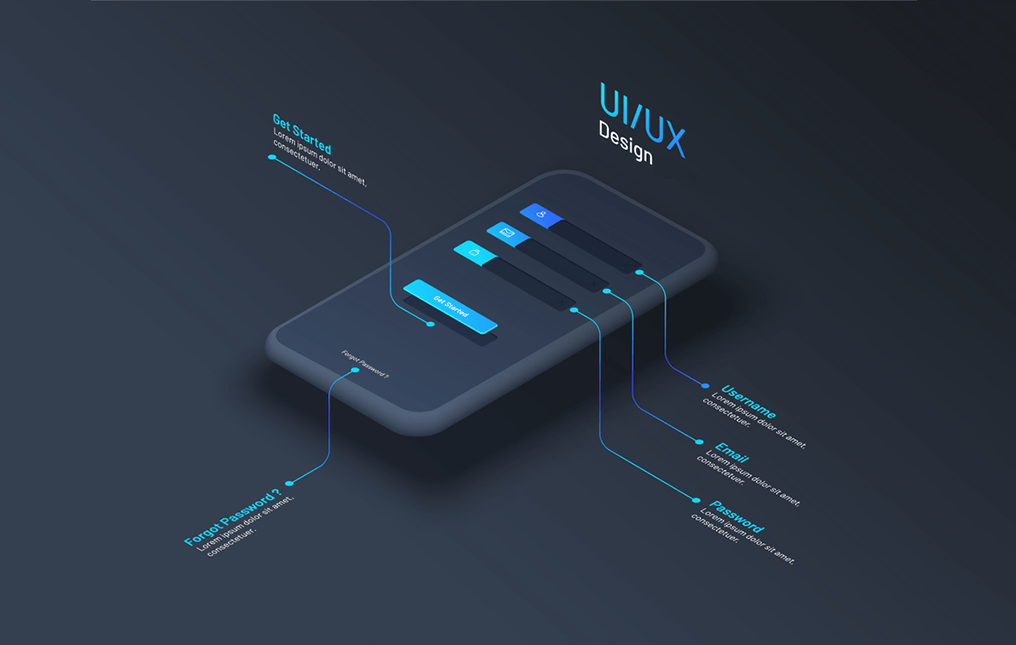 UI/UX
Design
Get Started
Lorem ipsum dolor sit amet,
consectetuer.
Get Started
Forgot Password ?
Username
Lorem ipsum dolor sit amet,
consectetuer.
Email
Lorem ipsum dolor sit amet,
consectetuer.
Password
Lorem ipsum dolor sit amet,
consectetuer.
Forgot Password ?
Lorem ipsum dolor sit amet,
consectetuer.